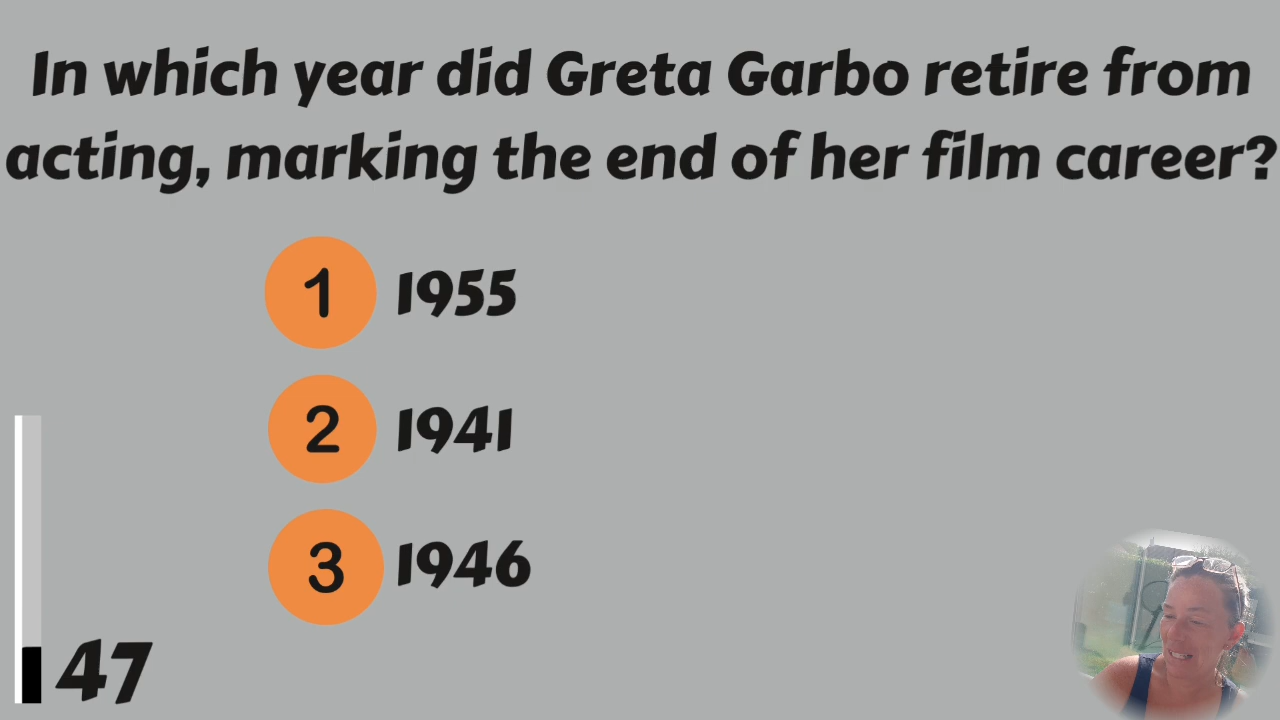 In which year did Greta Garbo retire from
acting, marking the end of her film career?
1 1955
2 1941
3 1946
47